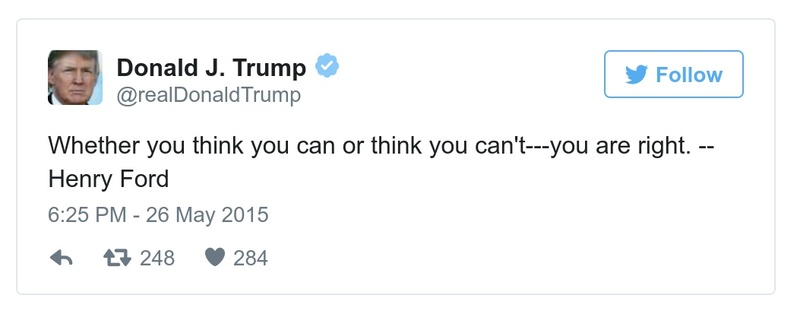 Donald J. Trump
@realDonaldTrump
Follow
Whether you think you can or think you can't---you are right. --
Henry Ford
6:25 PM - 26 May 2015
248 284